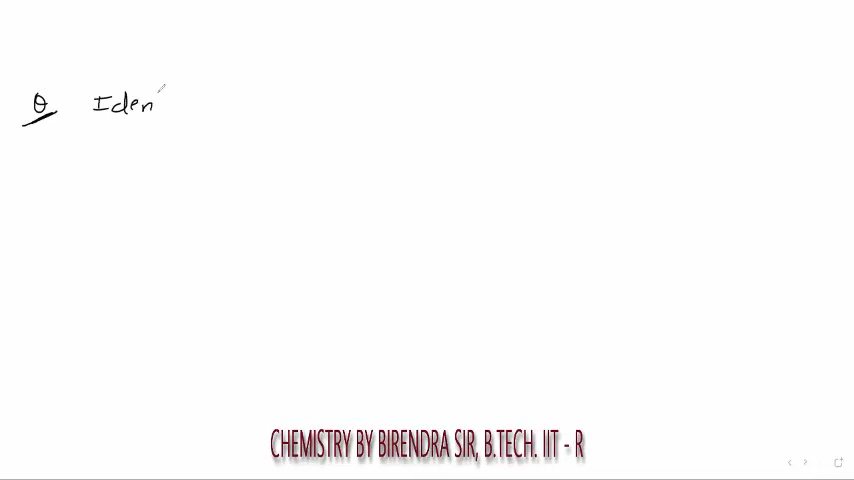 Q Iden
CHEMISTRY BY BIRENDRA SIR, B.TECH. IIT - R